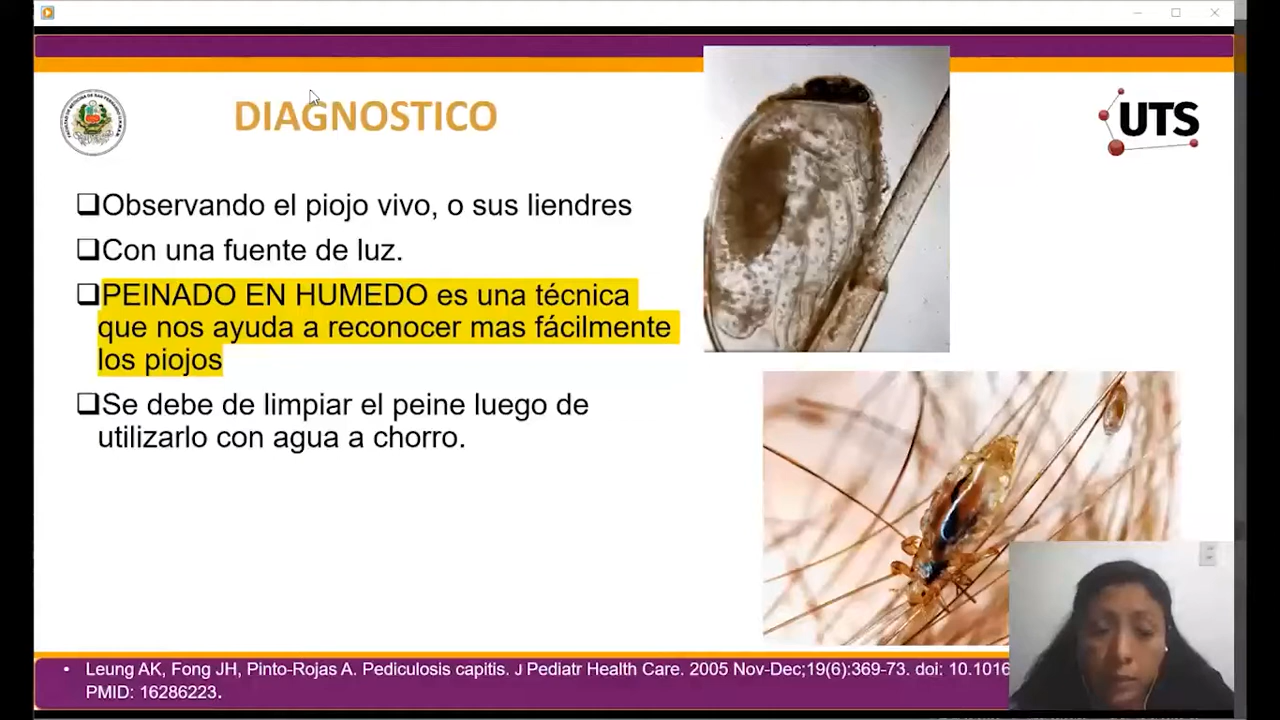 DIAGNOSTICO
UTS
❑Observando el piojo vivo, o sus liendres
❑Con una fuente de luz.
❑PEINADO EN HUMEDO es una técnica
que nos ayuda a reconocer mas fácilmente
los piojos
❑Se debe de limpiar el peine luego de
utilizarlo con agua a chorro.
• Leung AK, Fong JH, Pinto-Rojas A. Pediculosis capitis. J Pediatr Health Care. 2005 Nov-Dec;19(6):369-73. doi: 10.1016
PMID: 16286223.